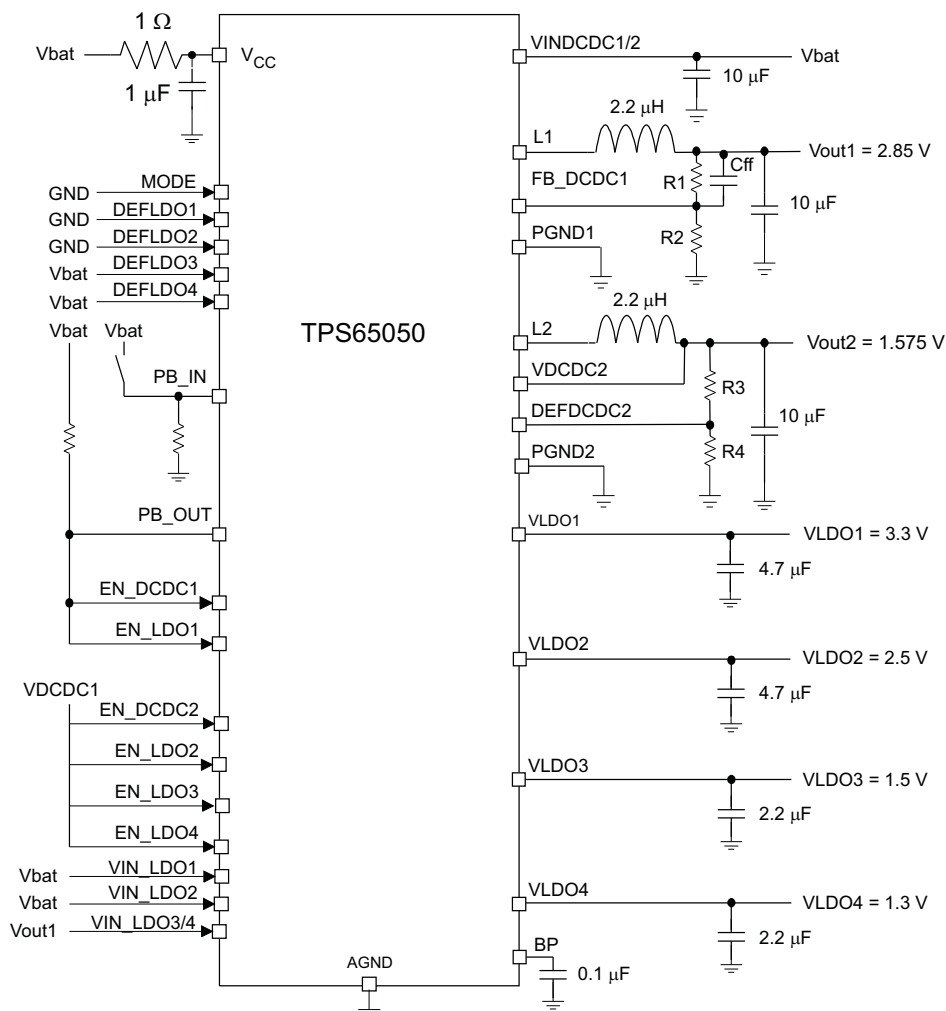 1 Ω
Vbat
VCC
1 μF
MODE
GND
DEFLDO1
GND
DEFLDO2
GND
DEFLDO3
Vbat
DEFLDO4
Vbat
Vbat
Vbat
PB_IN
PB_OUT
EN_DCDC1
EN_LDO1
VDCDC1
EN_DCDC2
EN_LDO2
EN_LDO3
EN_LDO4
VIN_LDO1
Vbat
VIN_LDO2
Vbat
VIN_LDO3/4
Vout1
TPS65050
AGND
VINDCDC1/2
Vbat
10 μF
2.2 μH
L1
Vout1 = 2.85 V
Cff
FB_DCDC1
R1
10 μF
R2
PGND1
2.2 μH
L2
Vout2 = 1.575 V
VDCDC2
R3
DEFDCDC2
10 μF
R4
PGND2
VLDO1
VLDO1 = 3.3 V
4.7 μF
VLDO2
VLDO2 = 2.5 V
4.7 μF
VLDO3
VLDO3 = 1.5 V
2.2 μF
VLDO4
VLDO4 = 1.3 V
2.2 μF
BP
0.1 μF